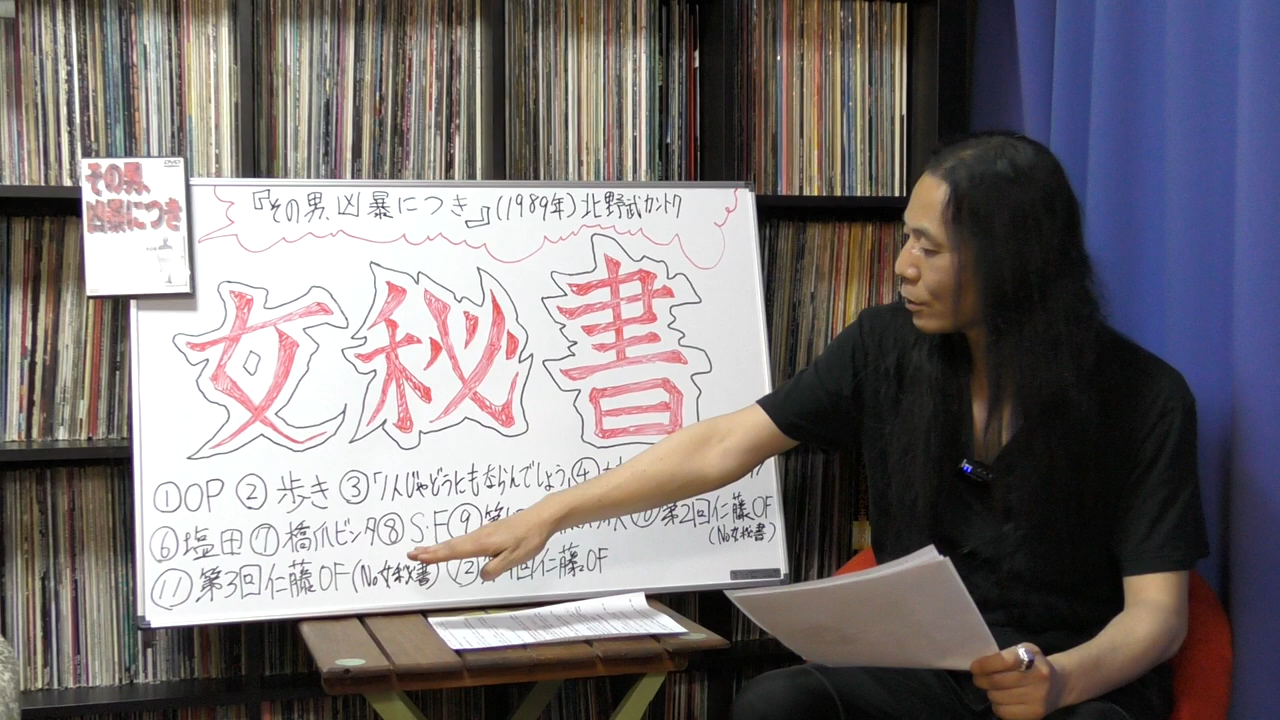 DVD
その男、
凶暴につき
『その男、凶暴につき』(1989年)北野武カントク
女秘書
①OP ②歩き ③1人じゃどうにもならんでしょう、④
⑥塩田 ⑦橋爪ビンタ ⑧S・F ⑨第 第2回仁藤OF
(No女秘書)
⑪第3回仁藤OF(No女秘書) ⑫ 回仁藤OF